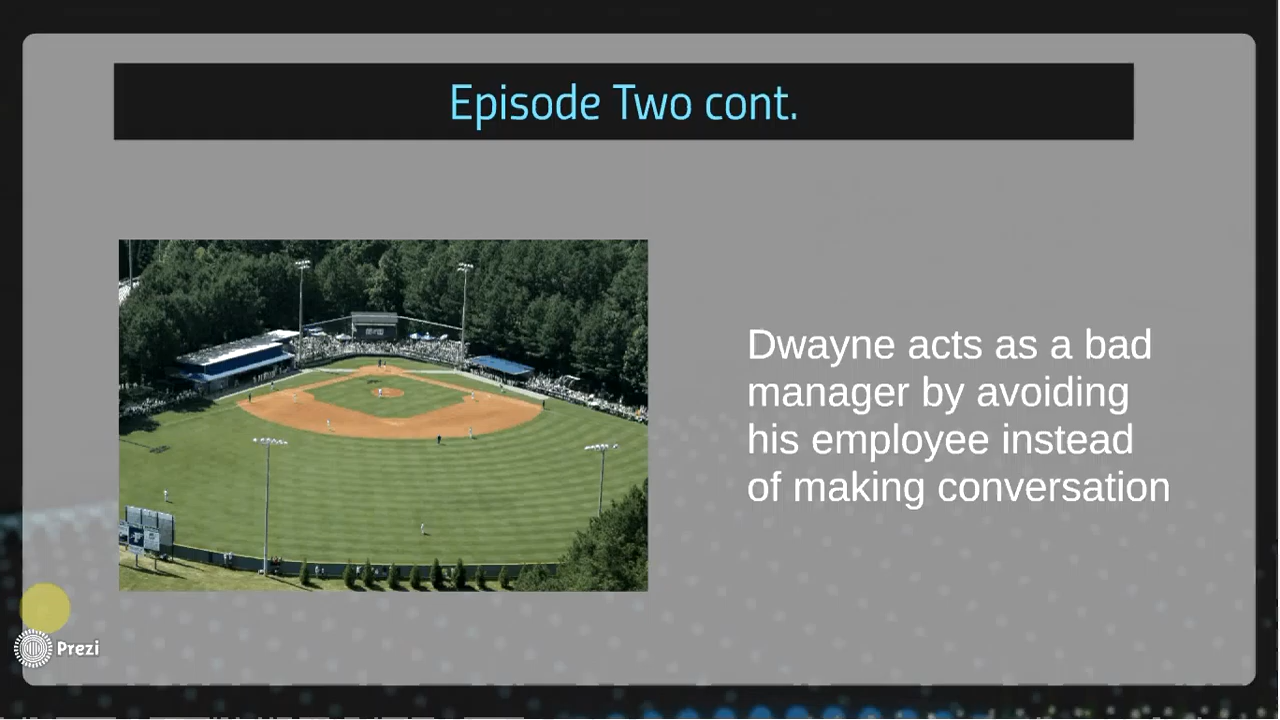 Episode Two cont.
Dwayne acts as a bad
manager by avoiding
his employee instead
of making conversation
Prezi